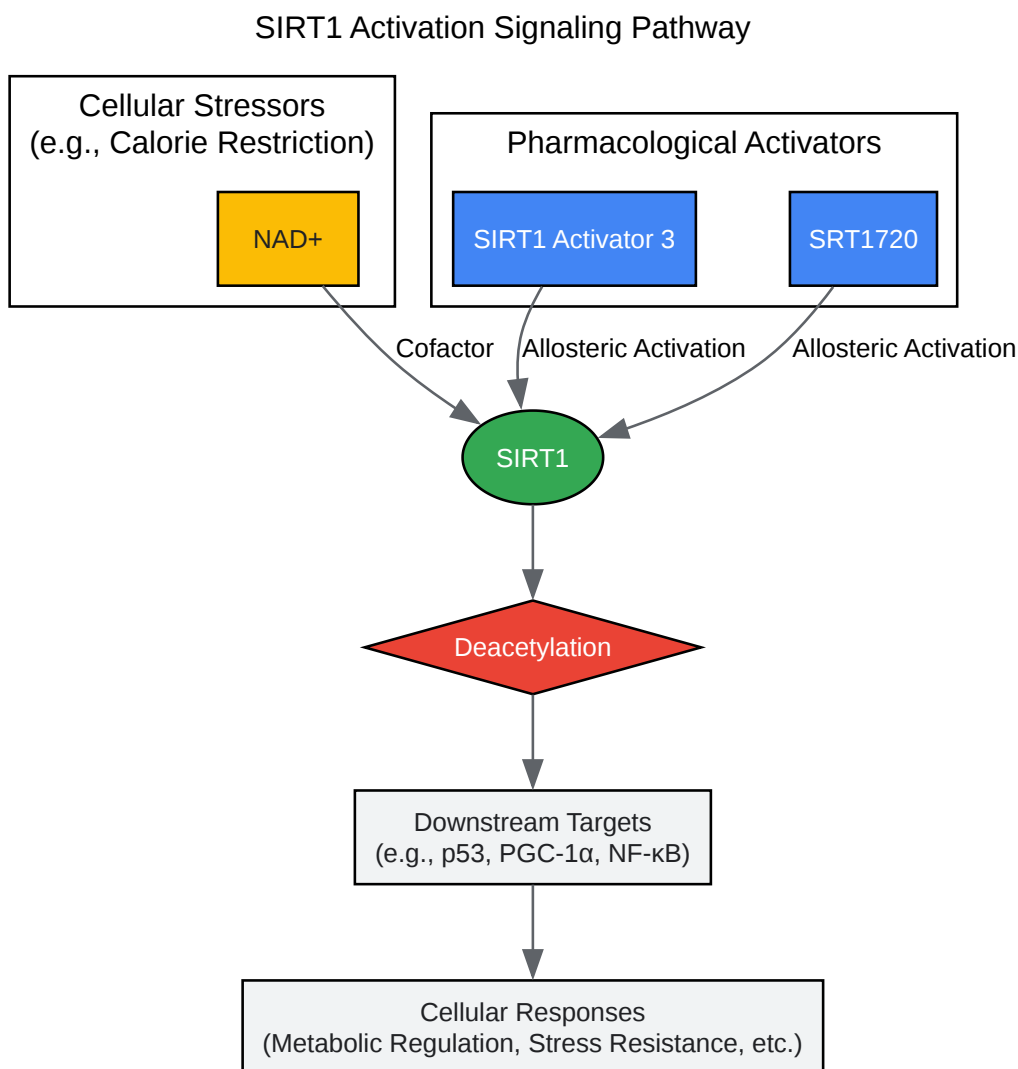 SIRT1 Activation Signaling Pathway
Cellular Stressors
(e.g., Calorie Restriction)
Pharmacological Activators
NAD+
SIRT1 Activator 3
SRT1720
Cofactor
Allosteric Activation
Allosteric Activation
SIRT1
Deacetylation
Downstream Targets
(e.g., p53, PGC-1α, NF-κB)
Cellular Responses
(Metabolic Regulation, Stress Resistance, etc.)